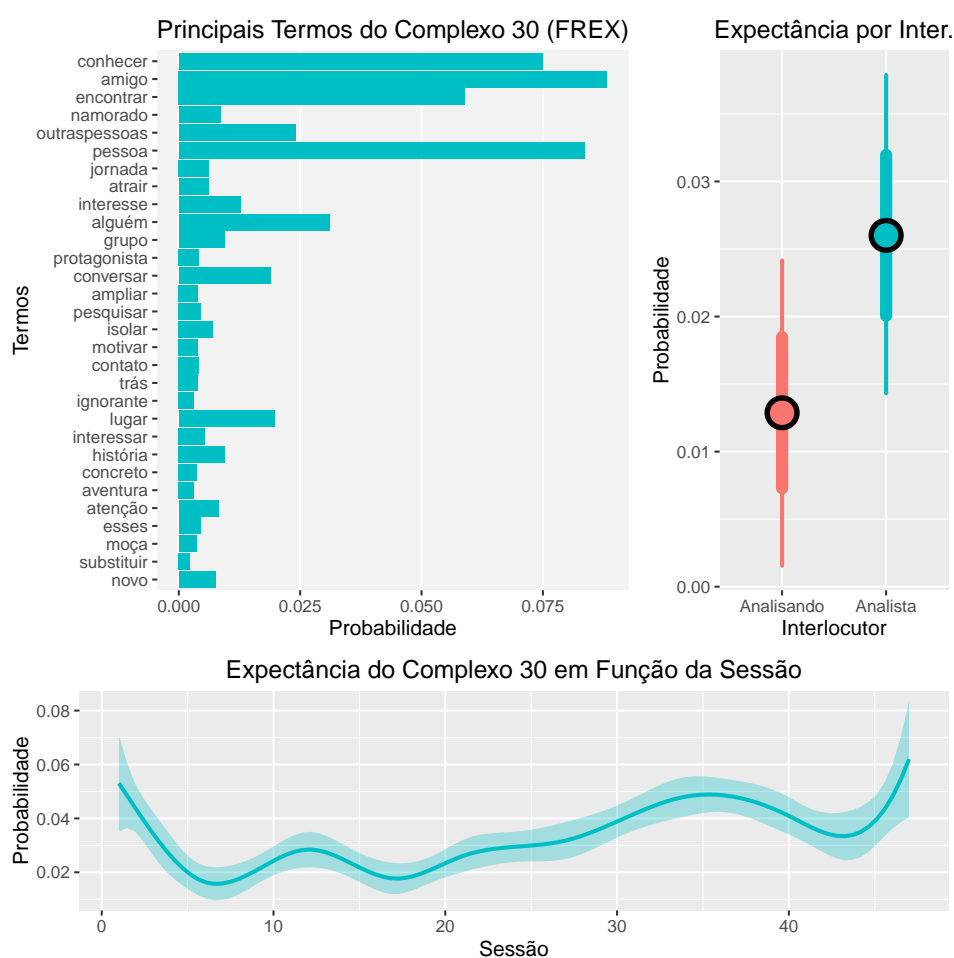 Principais Termos do Complexo 30 (FREX)
Termos
conhecer
amigo
encontrar
namorado
outraspessoas
pessoa
jornada
atrair
interesse
alguém
grupo
protagonista
conversar
ampliar
pesquisar
isolar
motivar
contato
trás
ignorante
lugar
interessar
história
concreto
aventura
atenção
esses
moça
substituir
novo
0.000 0.025 0.050 0.075
Probabilidade
Expectância por Inter.
Probabilidade
0.03
0.02
0.01
0.00
Analisando Analista
Interlocutor
Expectância do Complexo 30 em Função da Sessão
Probabilidade
0.08
0.06
0.04
0.02
0 10 20 30 40
Sessão